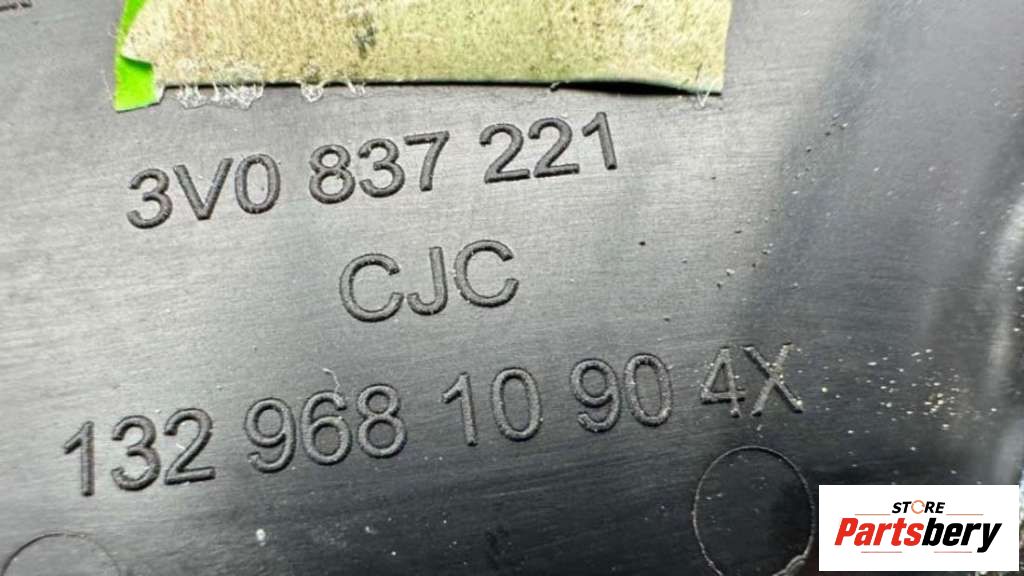 3V0 837 221
CJC
132 968 10 90 4X
STORE
Partsbery